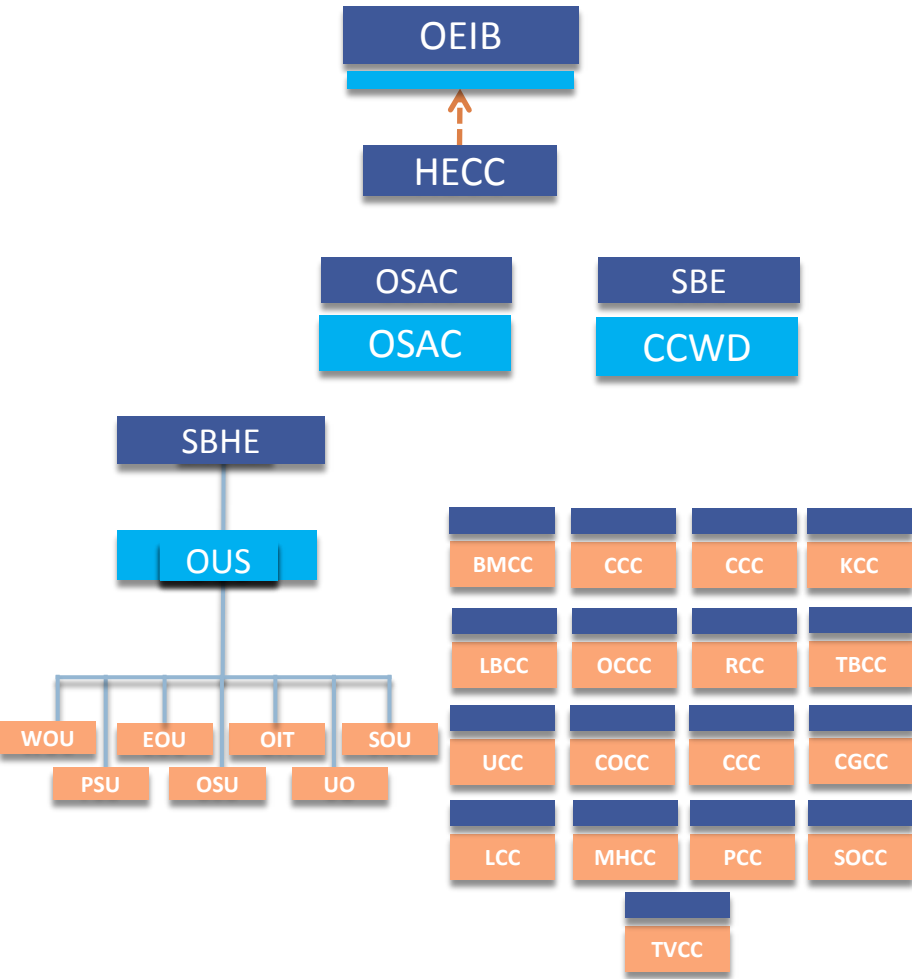 OEIB
HECC
OSAC
SBE
OSAC
CCWD
SBHE
OUS
WOU
EOU
OIT
SOU
PSU
OSU
UO
BMCC
CCC
CCC
KCC
LBCC
OCCC
RCC
TBCC
UCC
COCC
CCC
CGCC
LCC
MHCC
PCC
SOCC
TVCC